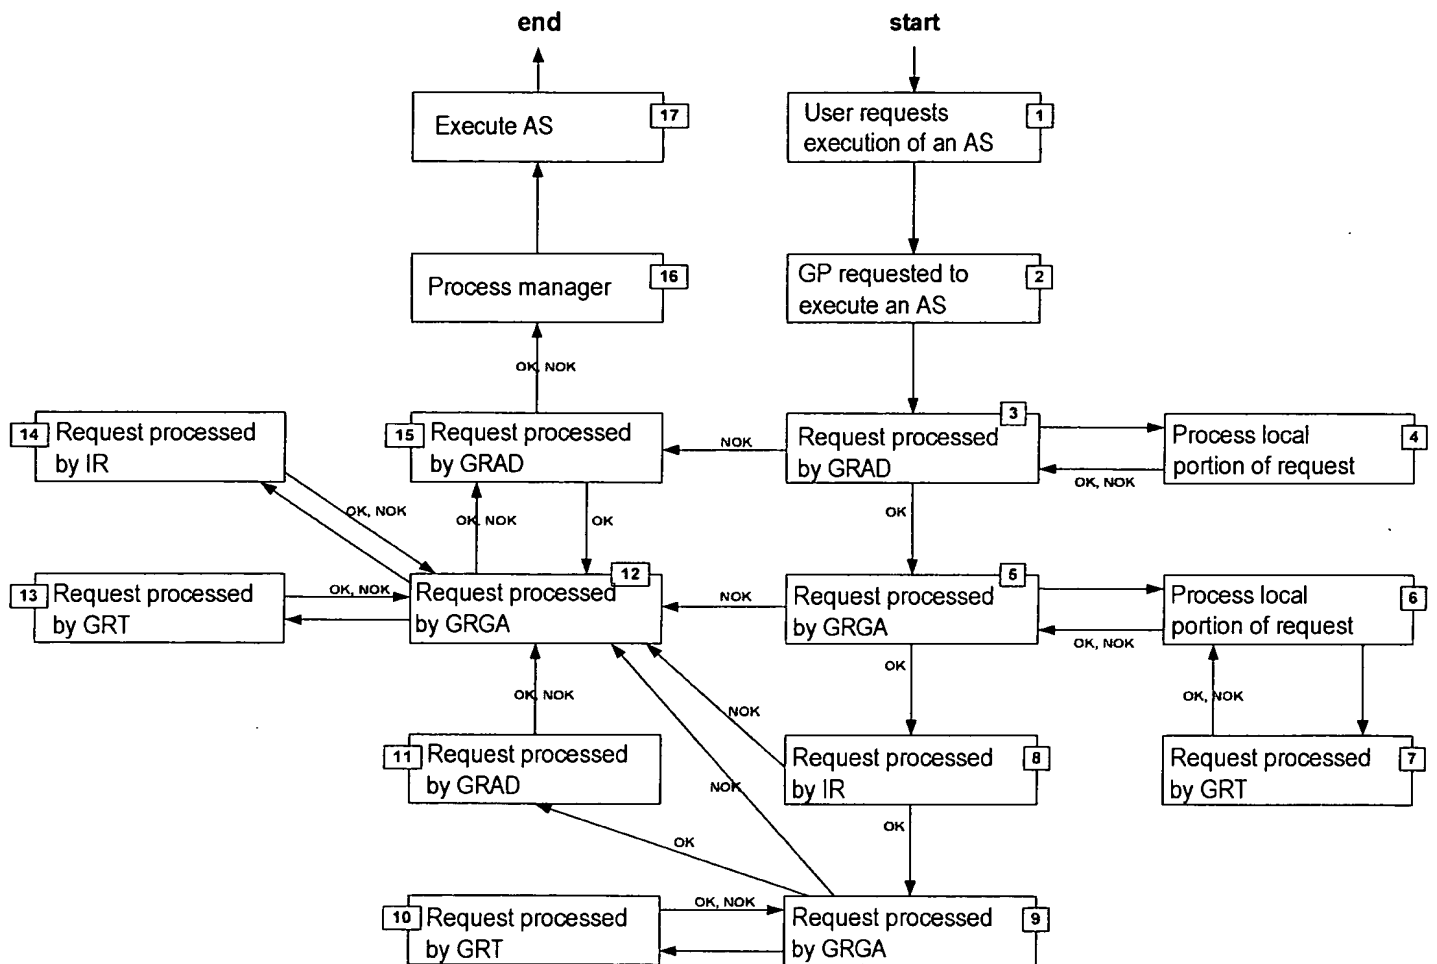 end
start
Execute AS
17
User requests
execution of an AS
1
Process manager
16
GP requested to
execute an AS
2
OK, NOK
14
Request processed
by IR
15
Request processed
by GRAD
NOK
3
Request processed
by GRAD
Process local
portion of request
4
OK, NOK
OK, NOK
OK, NOK
OK
OK
13
Request processed
by GRT
OK, NOK
12
Request processed
by GRGA
NOK
5
Request processed
by GRGA
Process local
portion of request
6
OK, NOK
OK, NOK
NOK
OK
OK, NOK
11
Request processed
by GRAD
NOK
Request processed
by IR
8
Request processed
by GRT
7
OK
OK
10
Request processed
by GRT
OK, NOK
Request processed
by GRGA
9